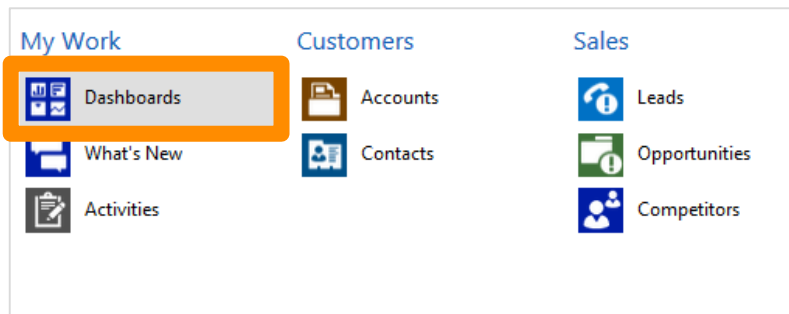 My Work
Dashboards
What's New
Activities
Customers
Accounts
Contacts
Sales
Leads
Opportunities
Competitors